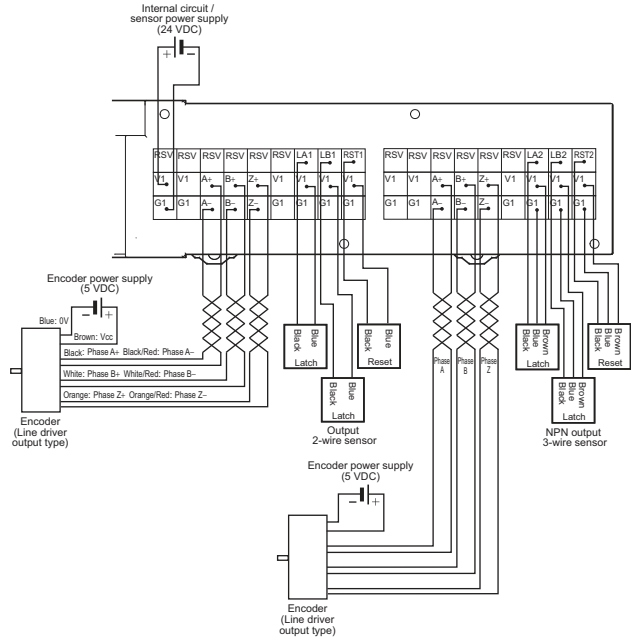 Internal circuit /
sensor power supply
(24 VDC)
+ −
RSV RSV RSV RSV RSV RSV LA1 LB1 RST1 RSV RSV RSV RSV RSV RSV LA2 LB2 RST2
V1 V1 A+ B+ Z+ V1 V1 V1 V1 V1 V1 A+ B+ Z+ V1 V1 V1 V1
G1 G1 A− B− Z− G1 G1 G1 G1 G1 G1 A− B− Z− G1 G1 G1 G1
Encoder power supply
(5 VDC)
− +
Blue: 0V
Brown: Vcc
Black: Phase A+ Black/Red: Phase A−
White: Phase B+ White/Red: Phase B−
Orange: Phase Z+ Orange/Red: Phase Z−
Encoder
(Line driver
output type)
Black
Blue
Latch
Black
Blue
Reset
Black
Blue
Latch
Output
2-wire sensor
Phase
A
Phase
B
Phase
Z
Black
Blue
Brown
Latch
Black
Blue
Brown
Reset
Black
Blue
Brown
Latch
NPN output
3-wire sensor
Encoder power supply
(5 VDC)
− +
Encoder
(Line driver
output type)